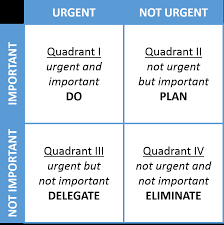 URGENT
NOT URGENT
IMPORTANT
Quadrant I
urgent and
important
DO
Quadrant II
not urgent
but important
PLAN
NOT IMPORTANT
Quadrant III
urgent but
not important
DELEGATE
Quadrant IV
not urgent and
not important
ELIMINATE